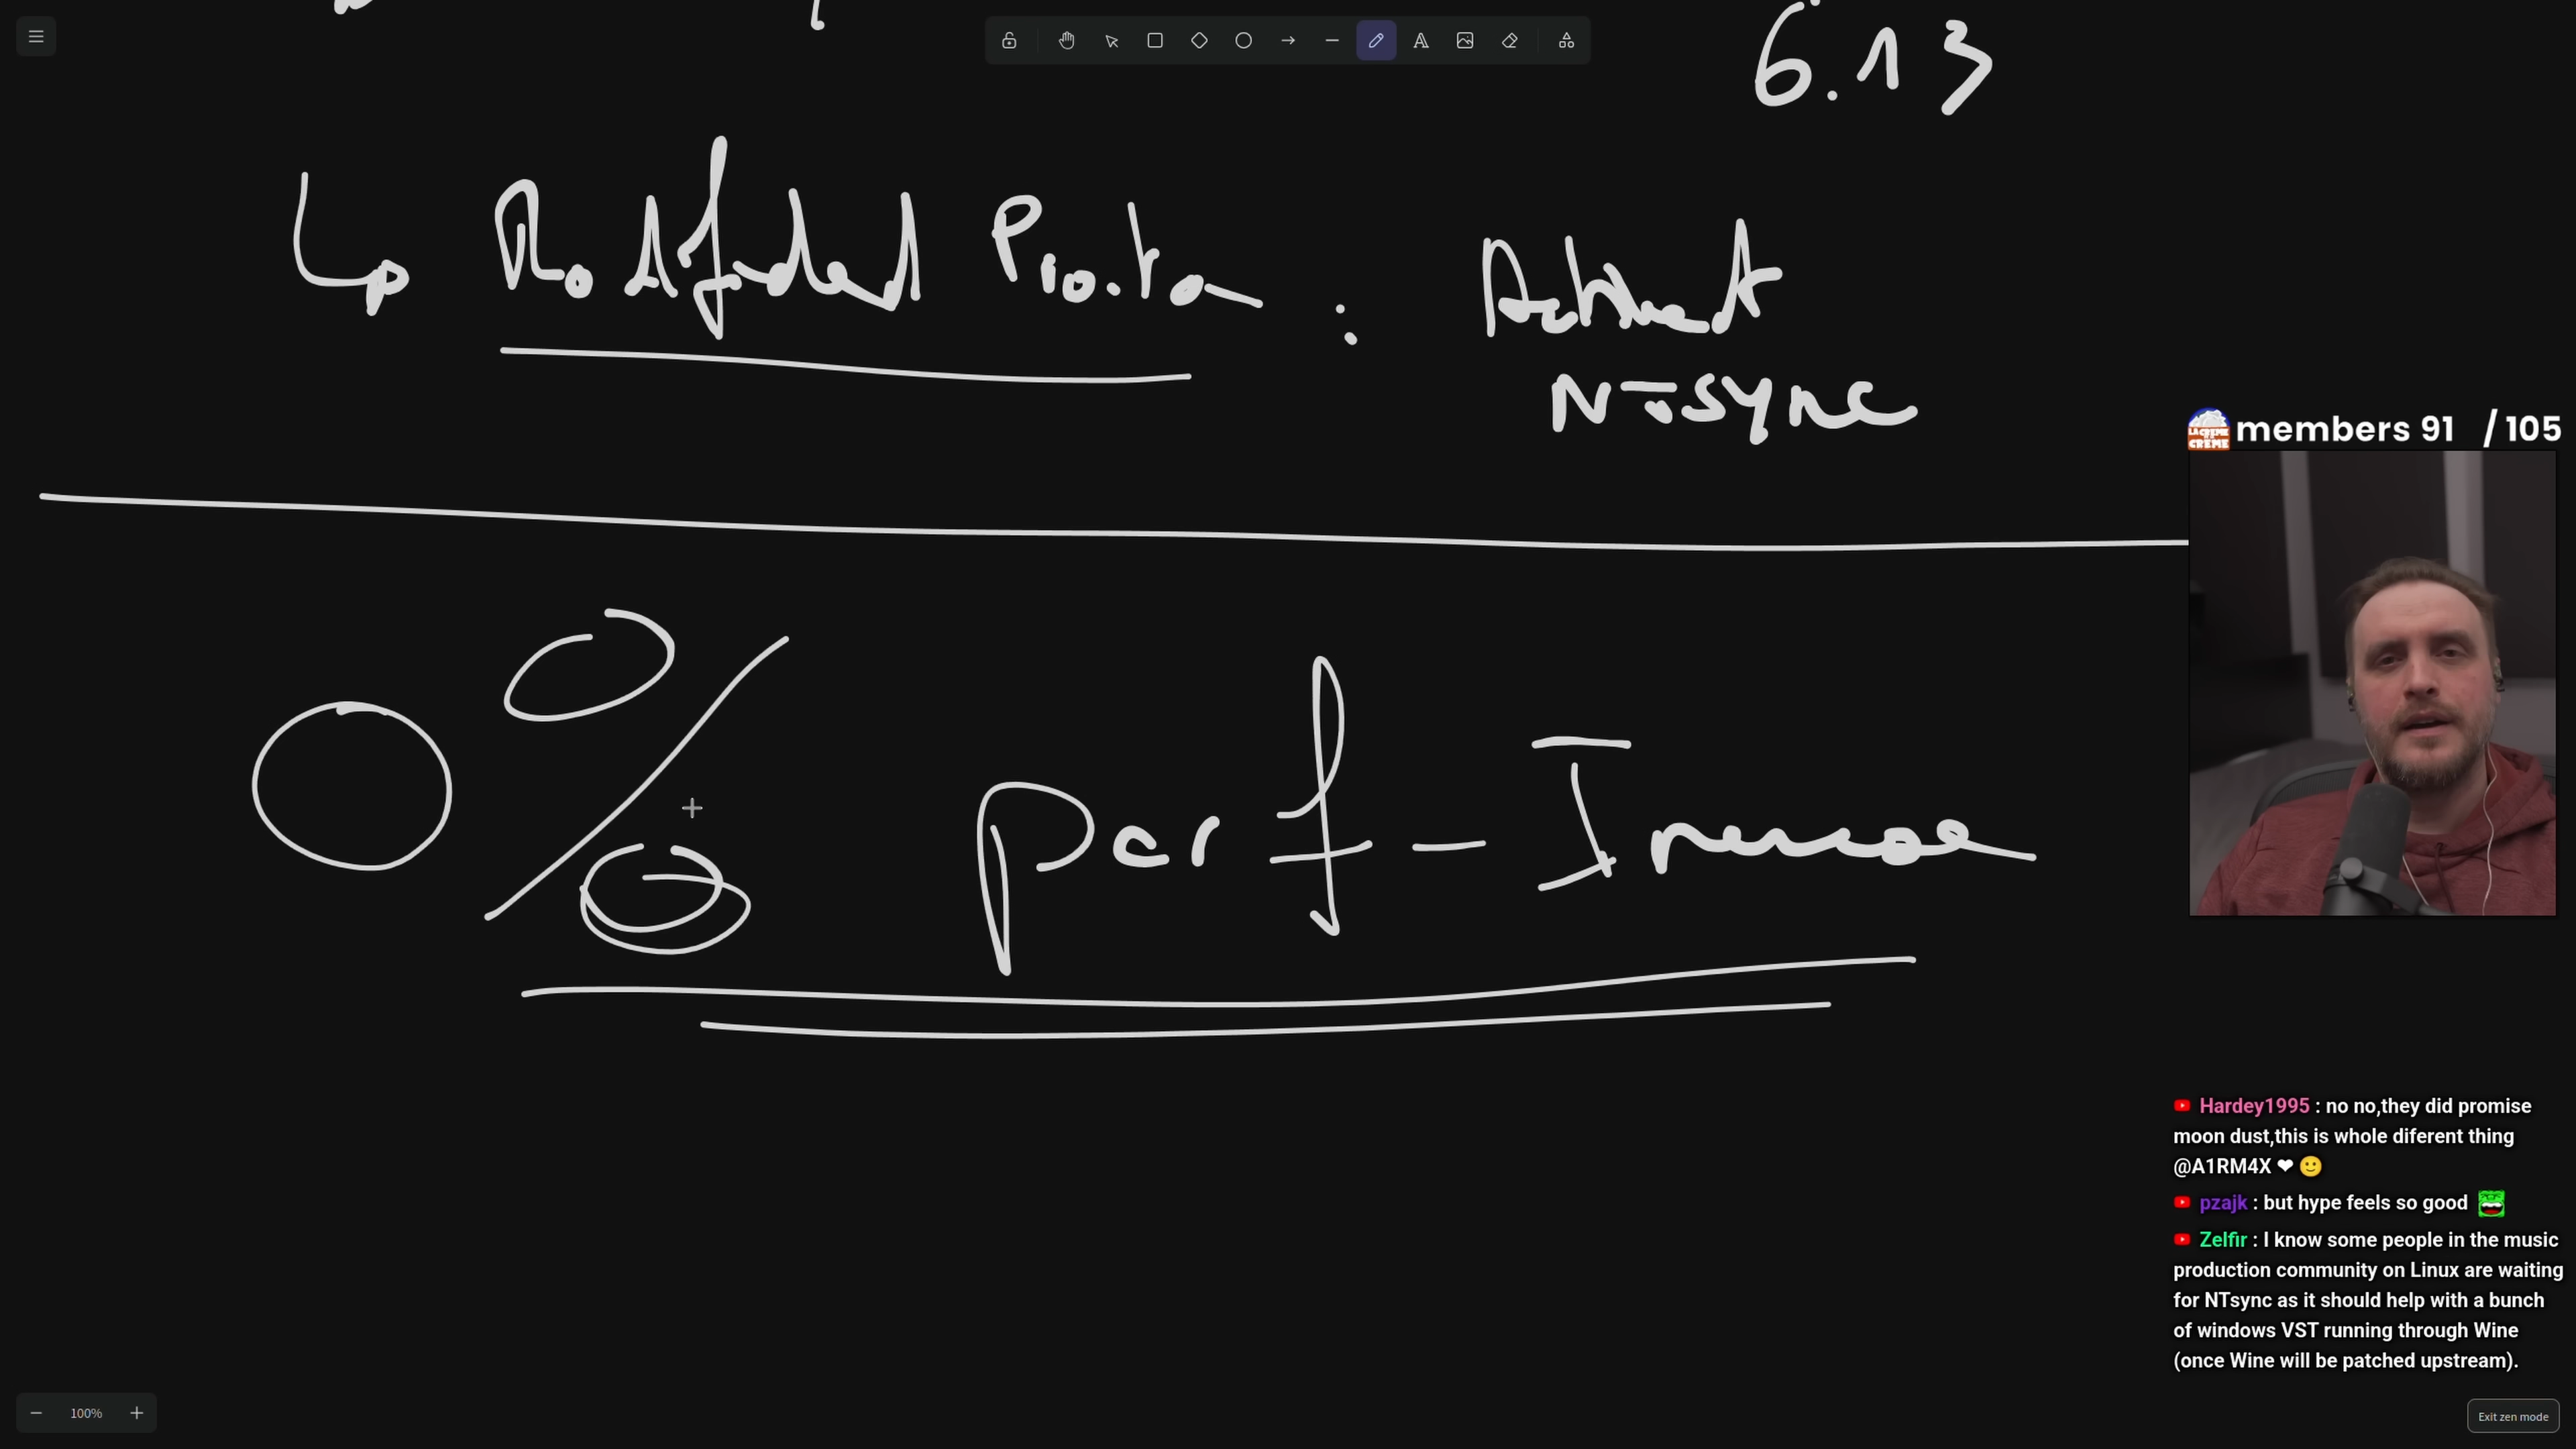 6.13
Proton :
NTsync
members 91 / 105
LA CREME
CREME
0 % perf - Increase
Hardey1995 : no no,they did promise
moon dust,this is whole diferent thing
@A1RM4X ❤ 🙂
pzajk : but hype feels so good
Zelfir : I know some people in the music
production community on Linux are waiting
for NTsync as it should help with a bunch
of windows VST running through Wine
(once Wine will be patched upstream).
100%
Exit zen mode